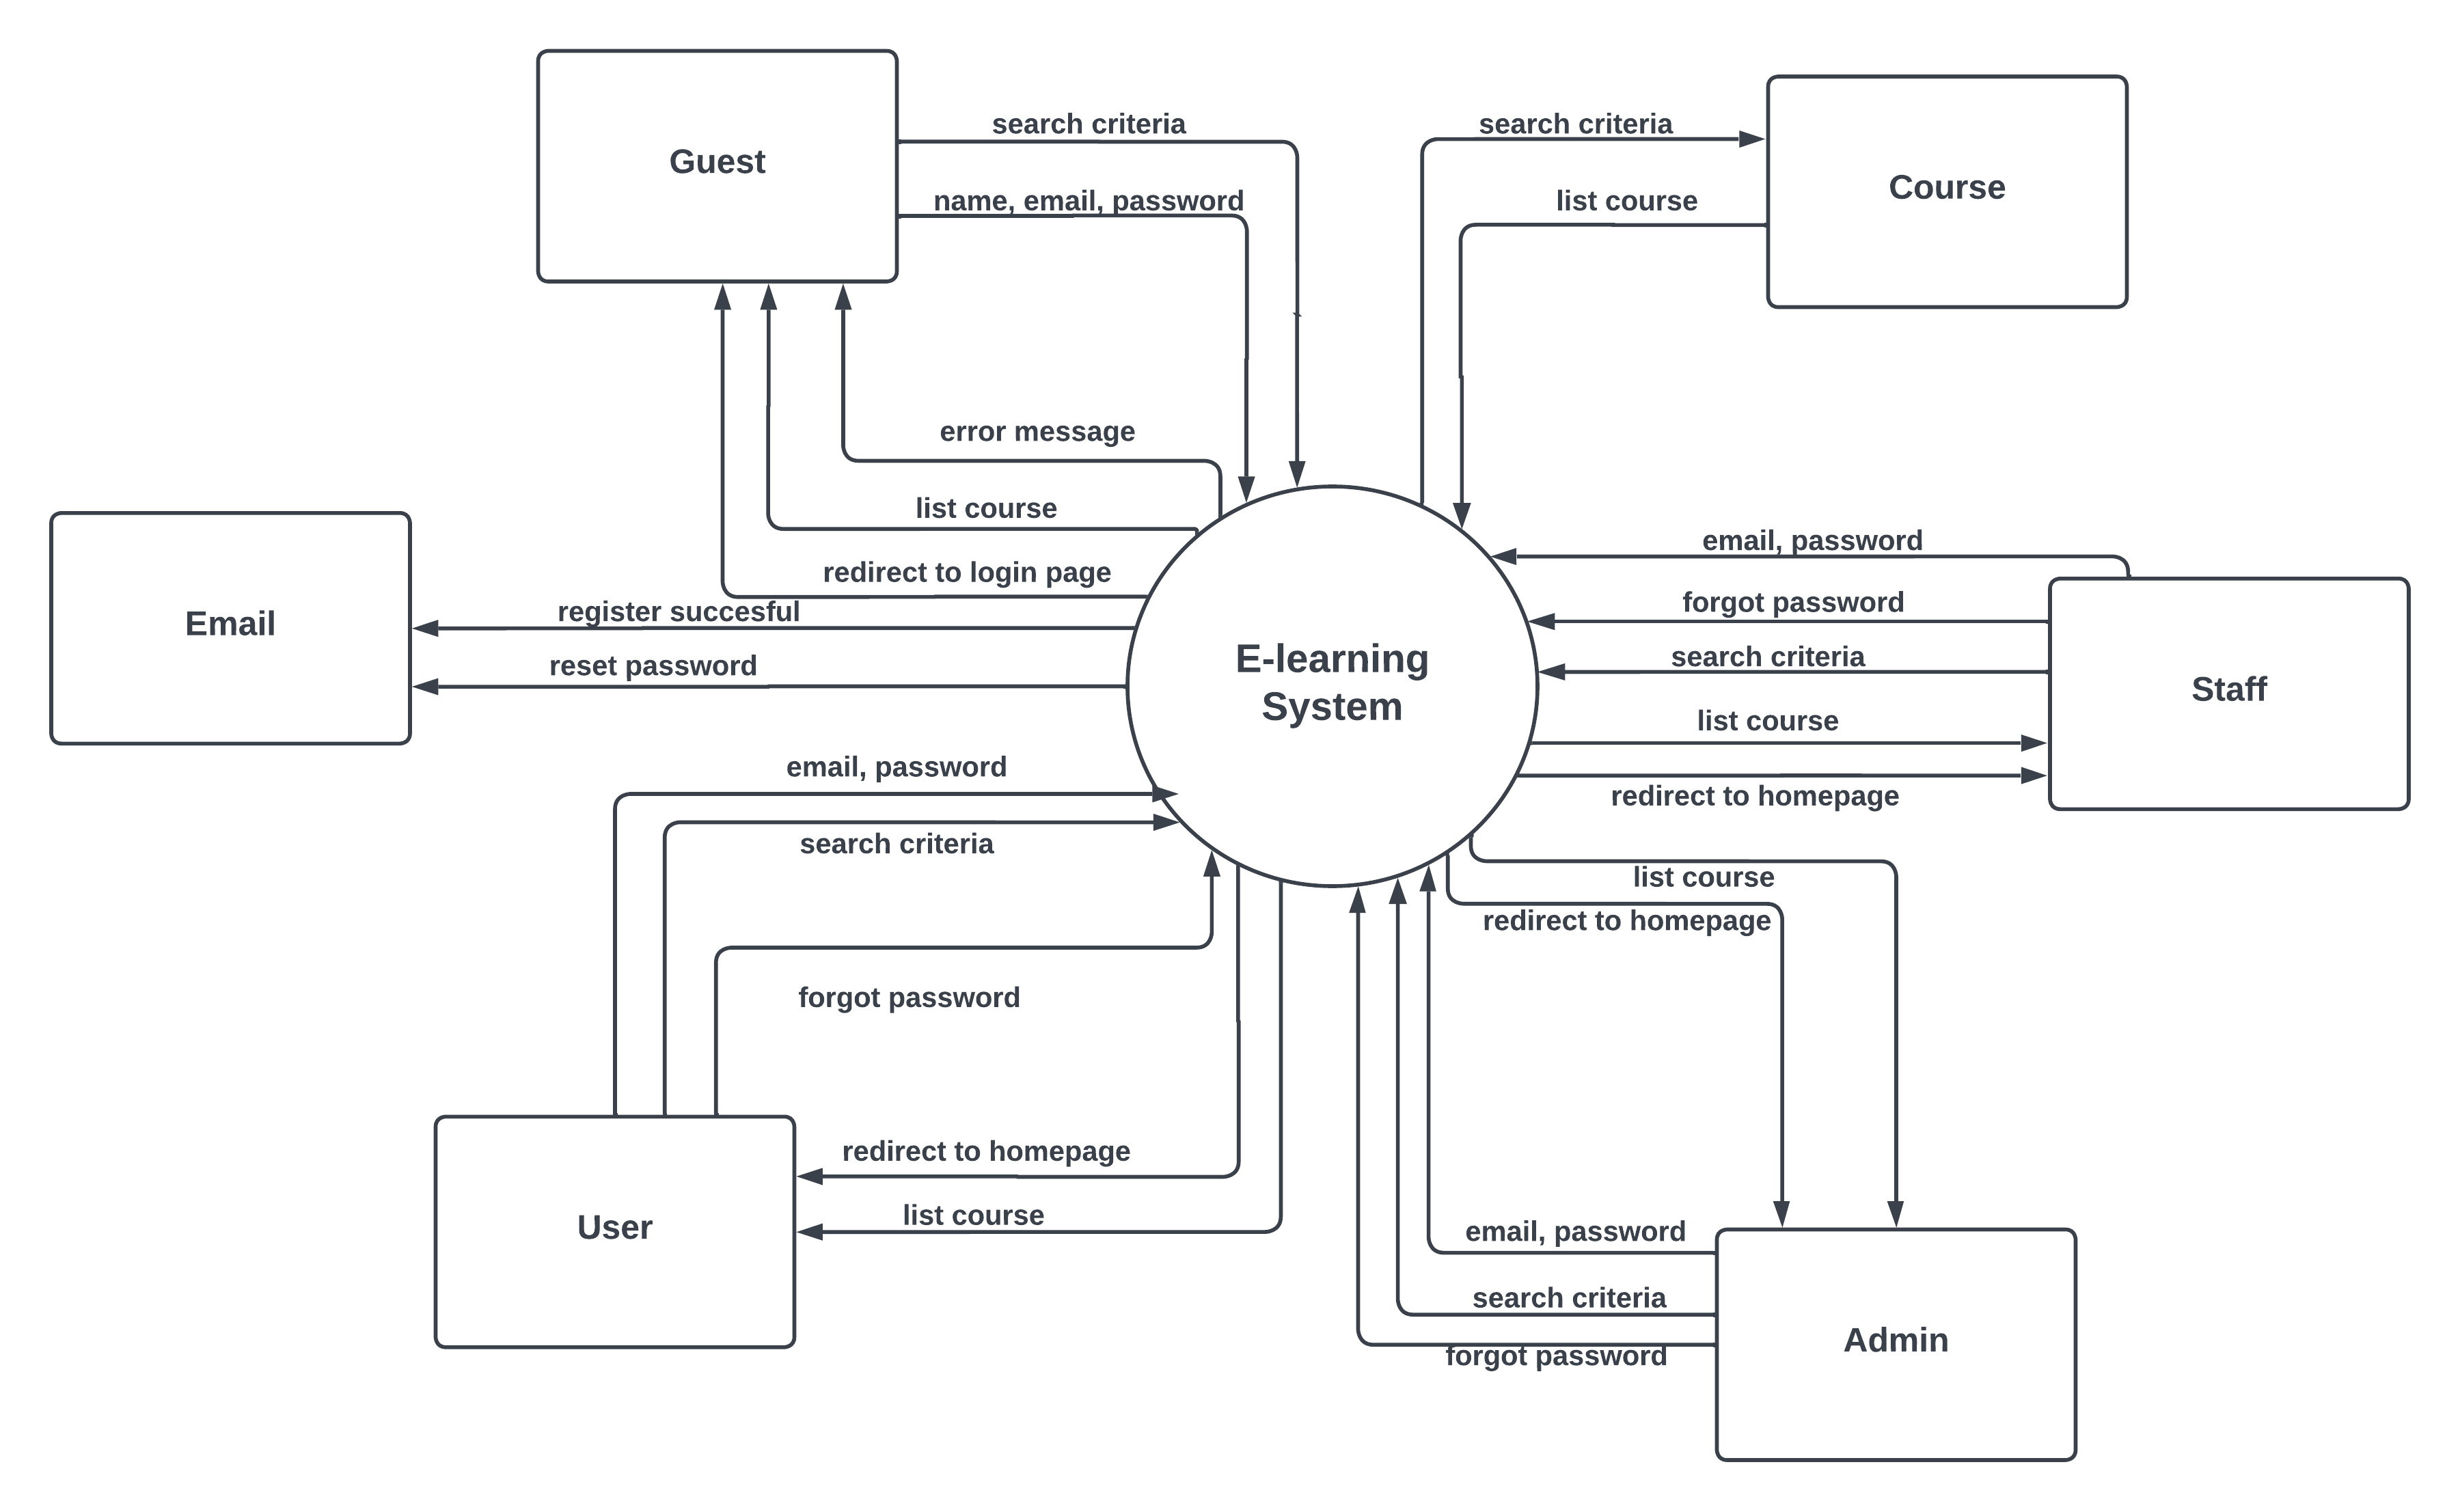 Guest
search criteria
name, email, password
error message
list course
redirect to login page
search criteria
list course
Course
Email
register succesful
reset password
E-learning
System
email, password
forgot password
search criteria
list course
redirect to homepage
Staff
email, password
search criteria
forgot password
redirect to homepage
list course
User
list course
redirect to homepage
email, password
search criteria
forgot password
Admin